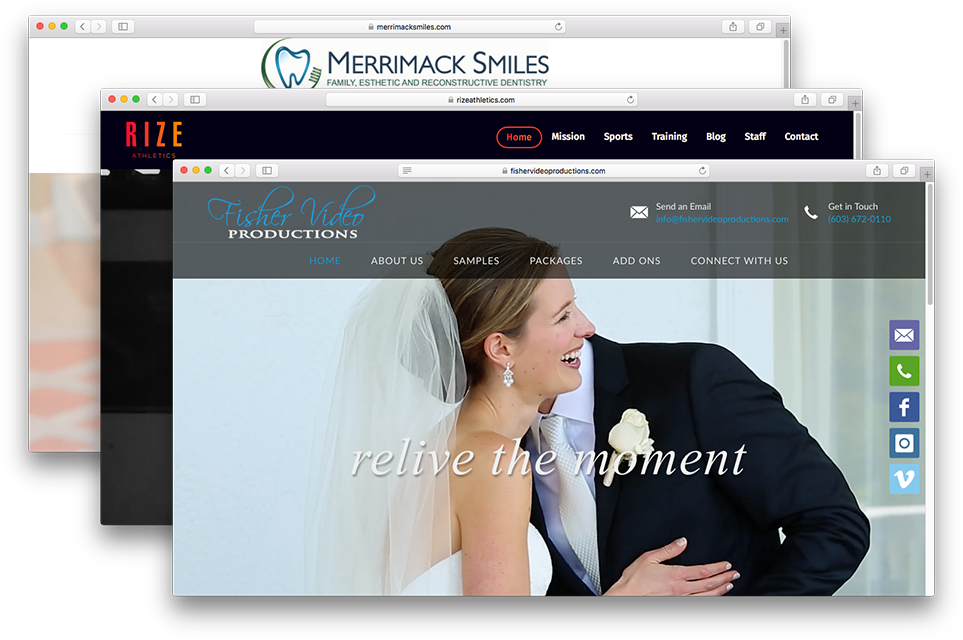 merrimacksmiles.com
MERRIMACK SMILES
FAMILY, ESTHETIC AND RECONSTRUCTIVE DENTISTRY
rizeathletics.com
RIZE
ATHLETICS
Home Mission Sports Training Blog Staff Contact
fishervideoproductions.com
Fisher Video
PRODUCTIONS
Send an Email
info@fishervideoproductions.com
Get in Touch
(603) 672-0110
HOME ABOUT US SAMPLES PACKAGES ADD ONS CONNECT WITH US
relive the moment